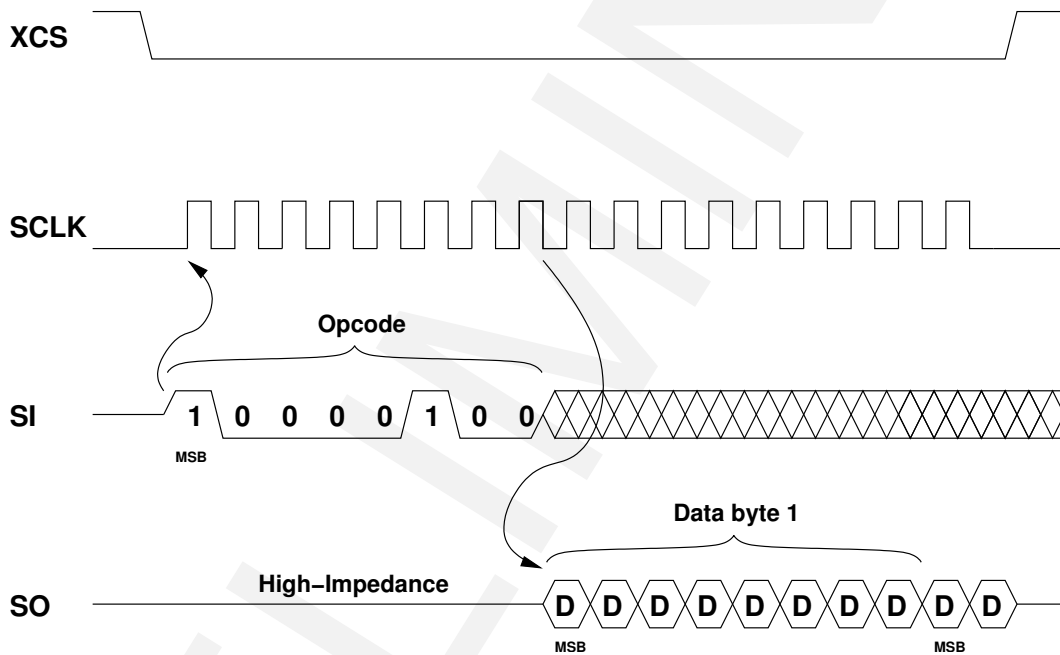 XCS
SCLK
Opcode
SI 1 0 0 0 0 1 0 0
MSB
Data byte 1
High–Impedance
SO D D D D D D D D D D
MSB MSB